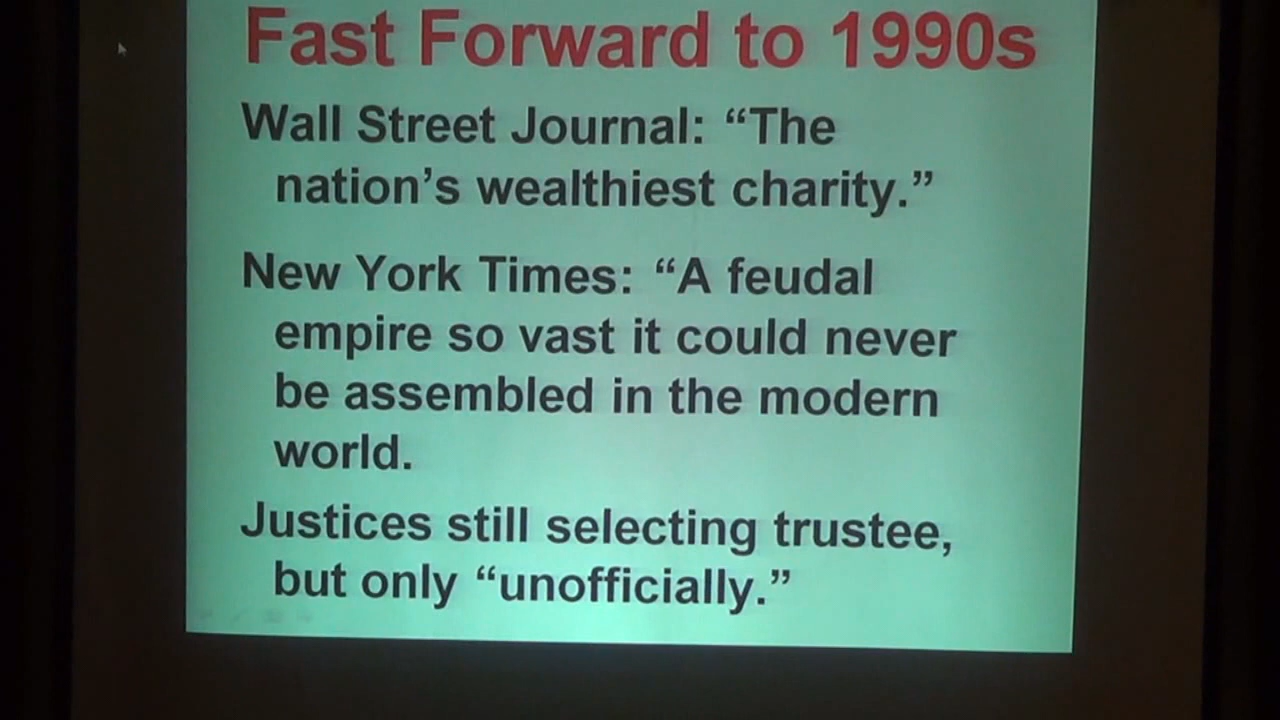 Fast Forward to 1990s
Wall Street Journal: “The
nation’s wealthiest charity.”
New York Times: “A feudal
empire so vast it could never
be assembled in the modern
world.
Justices still selecting trustee,
but only “unofficially.”